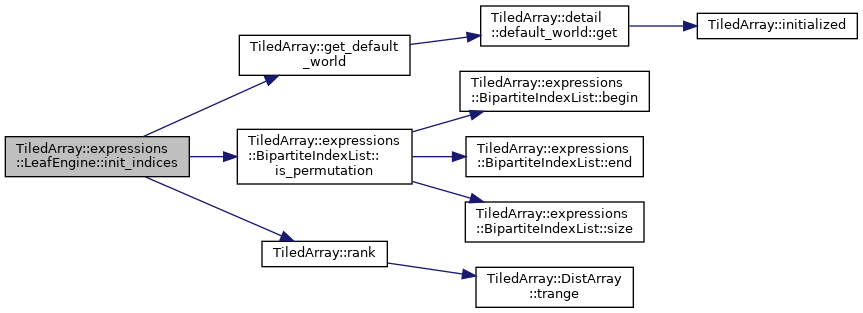 TiledArray::expressions
::LeafEngine::init_indices
TiledArray::get_default
_world
TiledArray::detail
::default_world::get
TiledArray::initialized
TiledArray::expressions
::BipartiteIndexList::
is_permutation
TiledArray::expressions
::BipartiteIndexList::begin
TiledArray::expressions
::BipartiteIndexList::end
TiledArray::expressions
::BipartiteIndexList::size
TiledArray::rank
TiledArray::DistArray
::trange